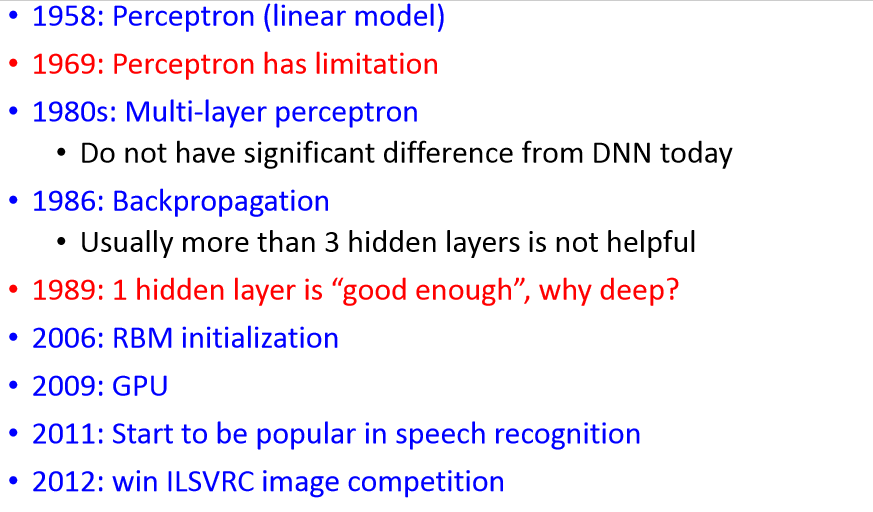 • 1958: Perceptron (linear model)
• 1969: Perceptron has limitation
• 1980s: Multi-layer perceptron
• Do not have significant difference from DNN today
• 1986: Backpropagation
• Usually more than 3 hidden layers is not helpful
• 1989: 1 hidden layer is “good enough”, why deep?
• 2006: RBM initialization
• 2009: GPU
• 2011: Start to be popular in speech recognition
• 2012: win ILSVRC image competition